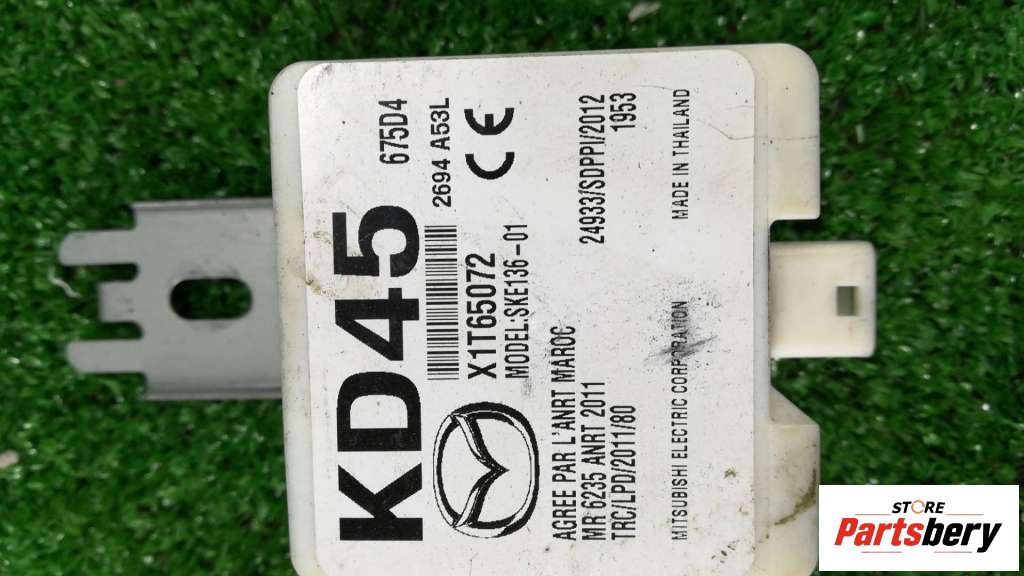 KD45 675D4
2694 A53L
X1T65072
MODEL:SKE136-01
CE
AGREE PAR L'ANRT MAROC
MR 6235 ANRT 2011
TRC/LPD/2011/80
24933/SDPPI/2012
1953
MITSUBISHI ELECTRIC CORPORATION MADE IN THAILAND
STORE
Partsbery